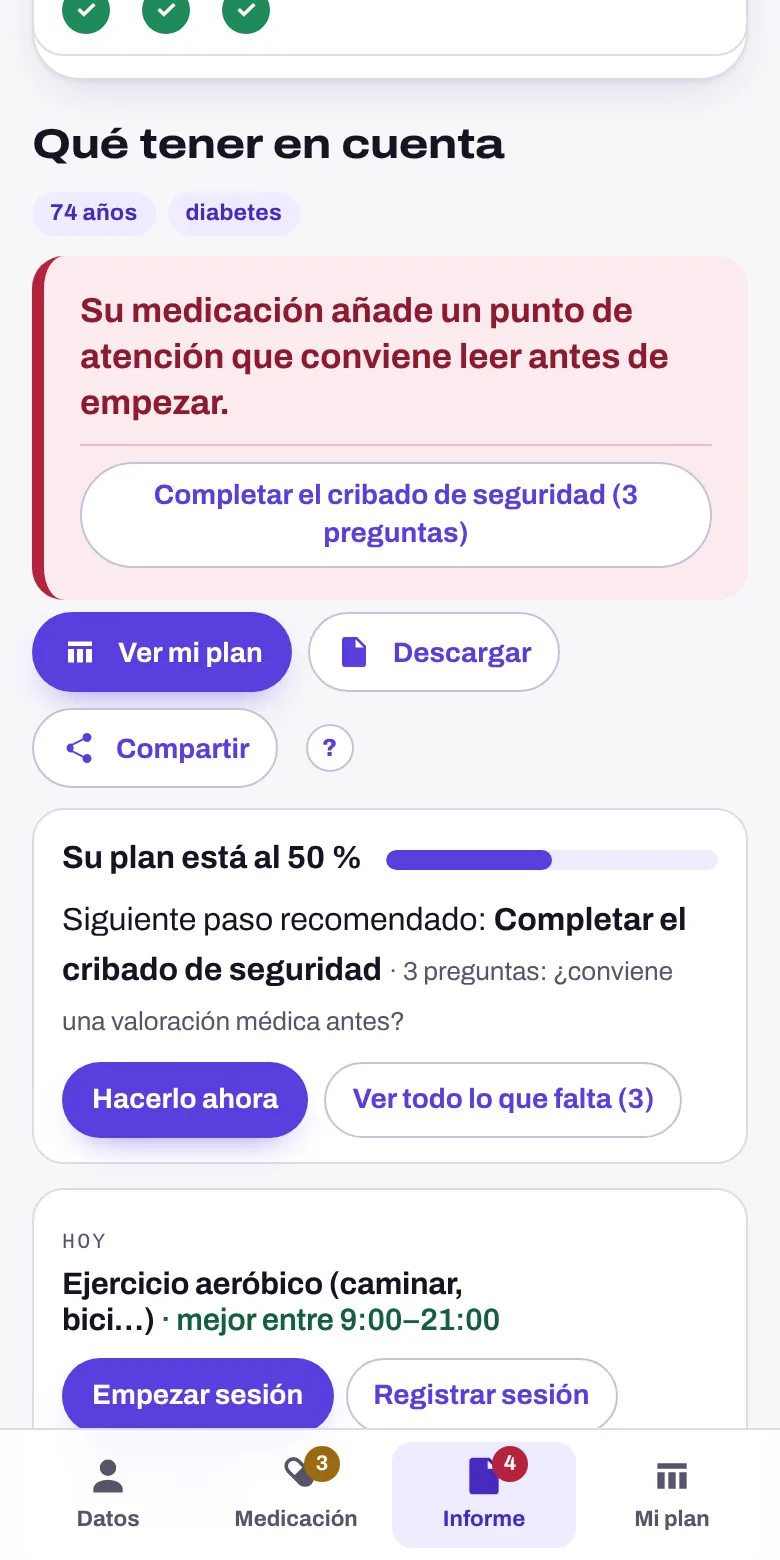 Qué tener en cuenta
74 años
diabetes
Su medicación añade un punto de
atención que conviene leer antes de
empezar.
Completar el cribado de seguridad (3
preguntas)
Ver mi plan
Descargar
Compartir
?
Su plan está al 50 %
Siguiente paso recomendado: Completar el
cribado de seguridad · 3 preguntas: ¿conviene
una valoración médica antes?
Hacerlo ahora
Ver todo lo que falta (3)
HOY
Ejercicio aeróbico (caminar,
bici…) · mejor entre 9:00–21:00
Empezar sesión
Registrar sesión
3
4
Datos
Medicación
Informe
Mi plan